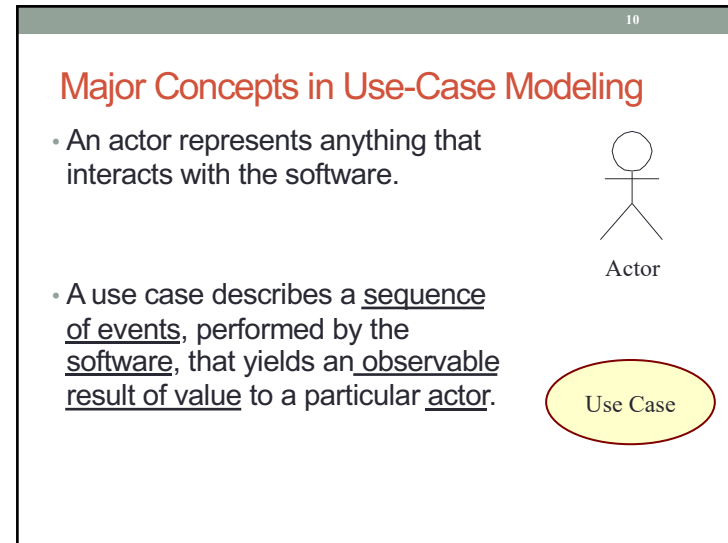 10
Major Concepts in Use-Case Modeling
• An actor represents anything that
interacts with the software.
Actor
• A use case describes a sequence
of events, performed by the
software, that yields an observable
result of value to a particular actor.
Use Case